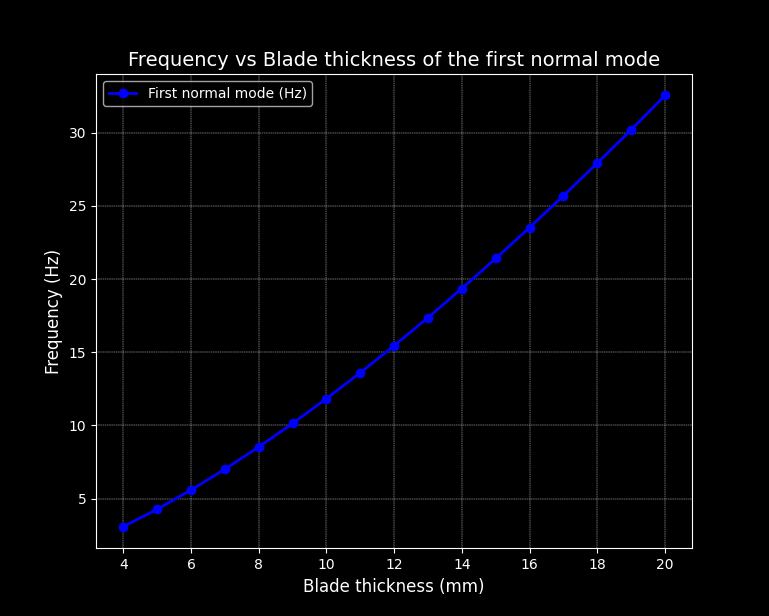 Frequency vs Blade thickness of the first normal mode
First normal mode (Hz)
30
25
20
15
10
5
Frequency (Hz)
4 6 8 10 12 14 16 18 20
Blade thickness (mm)